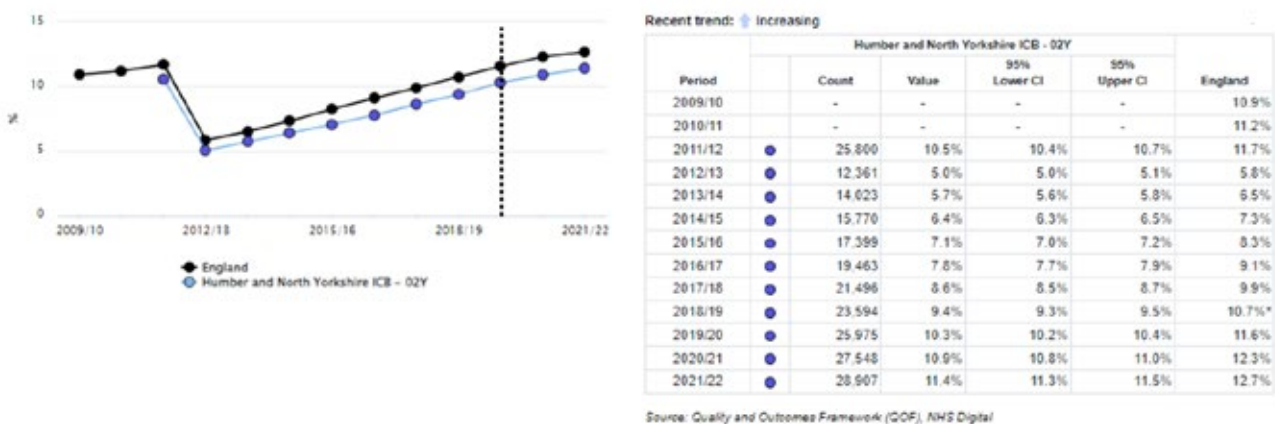 15
10
5
0
%
2009/10 2012/13 2015/16 2018/19 2021/22
England
Humber and North Yorkshire ICB - 02Y
Recent trend: Increasing
Humber and North Yorkshire ICB - 02Y
Period Count Value 95% Lower CI 95% Upper CI England
2009/10 - - - - 10.9%
2010/11 - - - - 11.2%
2011/12 25,800 10.5% 10.4% 10.7% 11.7%
2012/13 12,361 5.0% 5.0% 5.1% 5.8%
2013/14 14,023 5.7% 5.6% 5.8% 6.5%
2014/15 15,770 6.4% 6.3% 6.5% 7.3%
2015/16 17,399 7.1% 7.0% 7.2% 8.3%
2016/17 19,463 7.8% 7.7% 7.9% 9.1%
2017/18 21,496 8.6% 8.5% 8.7% 9.9%
2018/19 23,594 9.4% 9.3% 9.5% 10.7%*
2019/20 25,975 10.3% 10.2% 10.4% 11.6%
2020/21 27,548 10.9% 10.8% 11.0% 12.3%
2021/22 28,907 11.4% 11.3% 11.5% 12.7%
Source: Quality and Outcomes Framework (QOF), NHS Digital